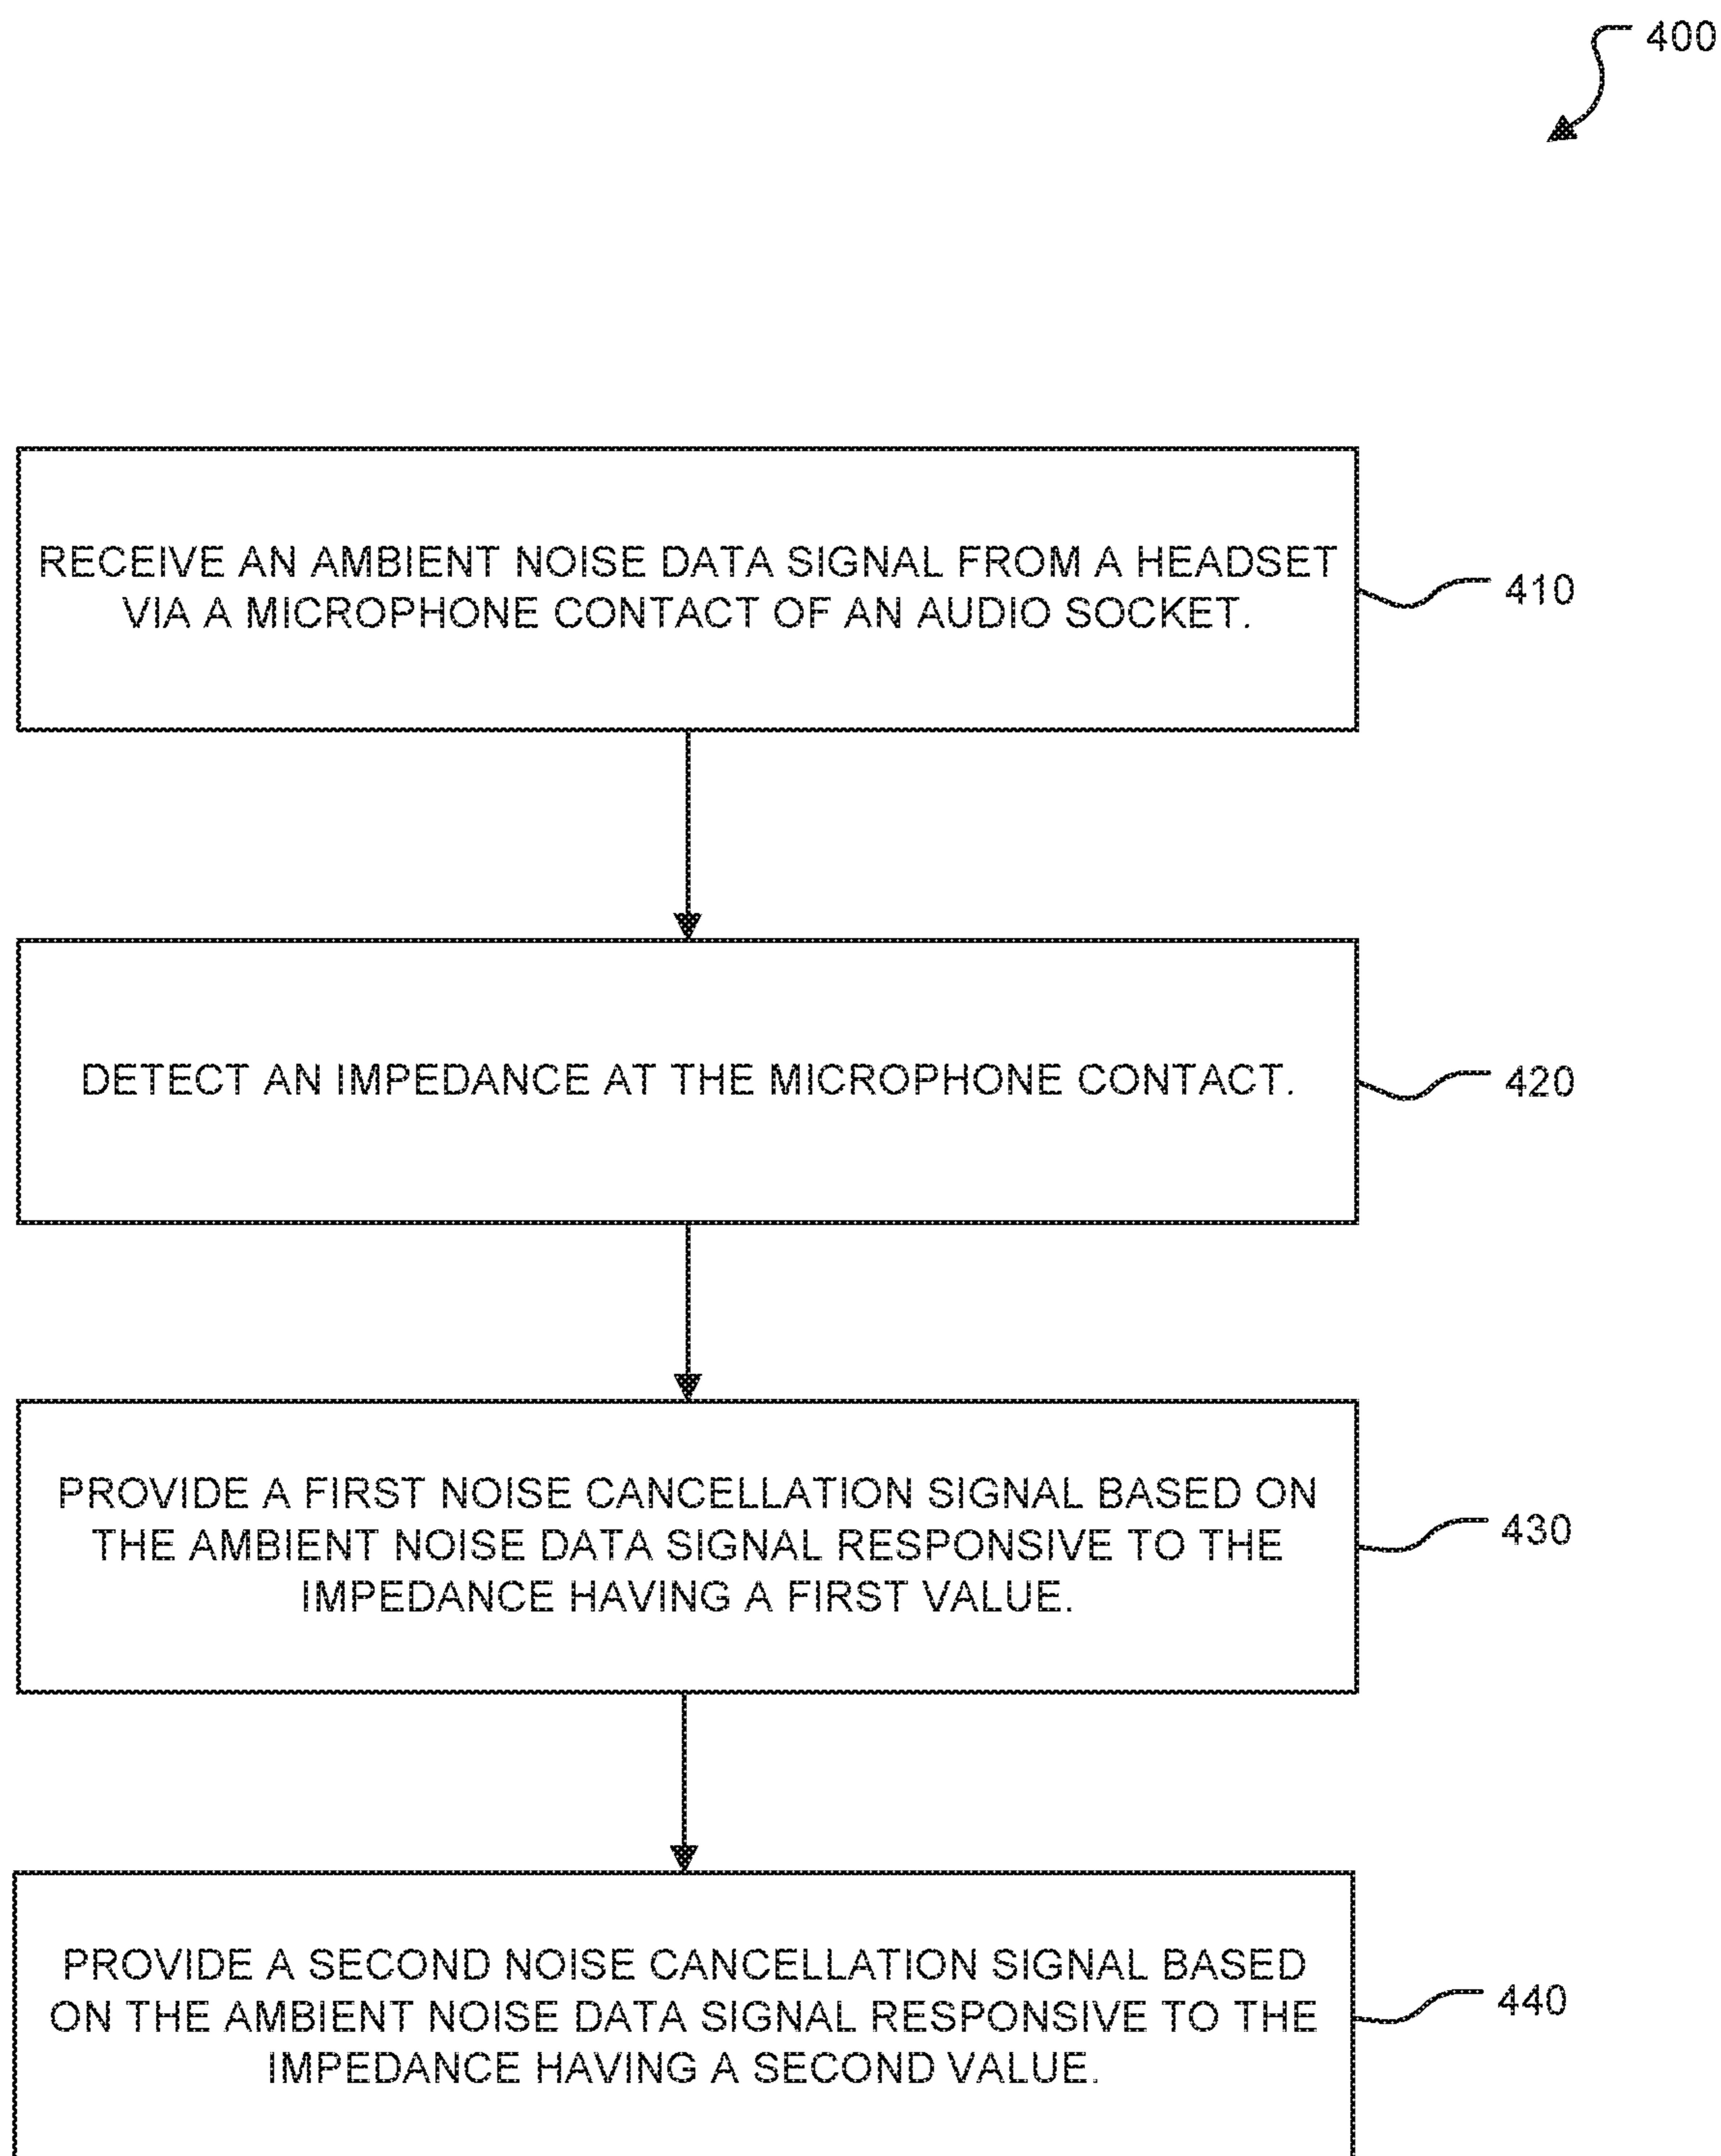 400
RECEIVE AN AMBIENT NOISE DATA SIGNAL FROM A HEADSET
VIA A MICROPHONE CONTACT OF AN AUDIO SOCKET.
410
DETECT AN IMPEDANCE AT THE MICROPHONE CONTACT.
420
PROVIDE A FIRST NOISE CANCELLATION SIGNAL BASED ON
THE AMBIENT NOISE DATA SIGNAL RESPONSIVE TO THE
IMPEDANCE HAVING A FIRST VALUE.
430
PROVIDE A SECOND NOISE CANCELLATION SIGNAL BASED
ON THE AMBIENT NOISE DATA SIGNAL RESPONSIVE TO THE
IMPEDANCE HAVING A SECOND VALUE.
440